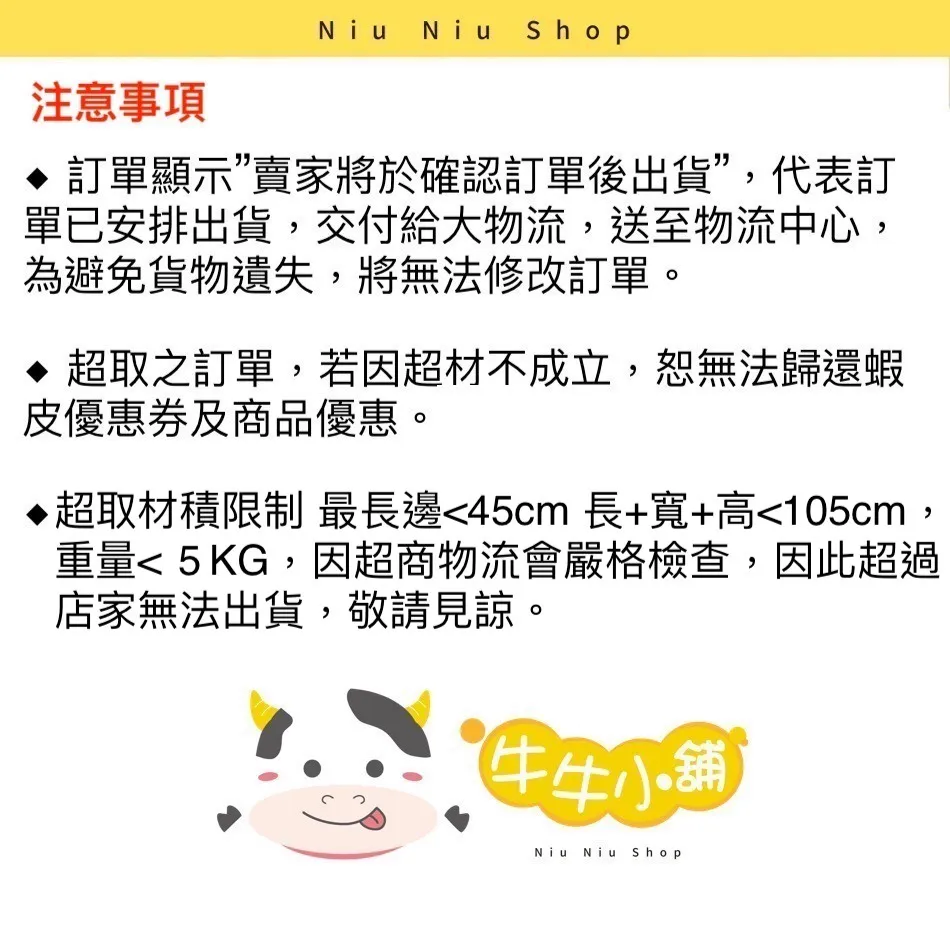 Niu Niu Shop
注意事項
◆ 訂單顯示”賣家將於確認訂單後出貨”，代表訂
單已安排出貨，交付給大物流，送至物流中心，
為避免貨物遺失，將無法修改訂單。
◆ 超取之訂單，若因超材不成立，恕無法歸還蝦
皮優惠券及商品優惠。
◆超取材積限制 最長邊<45cm 長+寬+高<105cm，
重量< 5 KG，因超商物流會嚴格檢查，因此超過
店家無法出貨，敬請見諒。
牛牛小舖
Niu Niu Shop